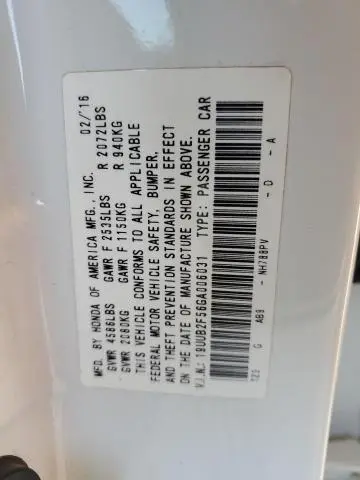 MFD. BY HONDA OF AMERICA MFG., INC. 02/'16
GVWR 4586LBS GAWR F 2535LBS R 2072LBS
GVWR 2080KG GAWR F 1150KG R 940KG
THIS VEHICLE CONFORMS TO ALL APPLICABLE
FEDERAL MOTOR VEHICLE SAFETY, BUMPER,
AND THEFT PREVENTION STANDARDS IN EFFECT
ON THE DATE OF MANUFACTURE SHOWN ABOVE.
V.I.N.: 19UUB2F56GA006031 TYPE: PASSENGER CAR
G AB9 - NH788PV - D - A